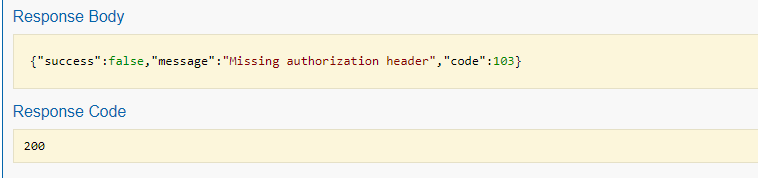 Response Body
{"success":false,"message":"Missing authorization header","code":103}
Response Code
200